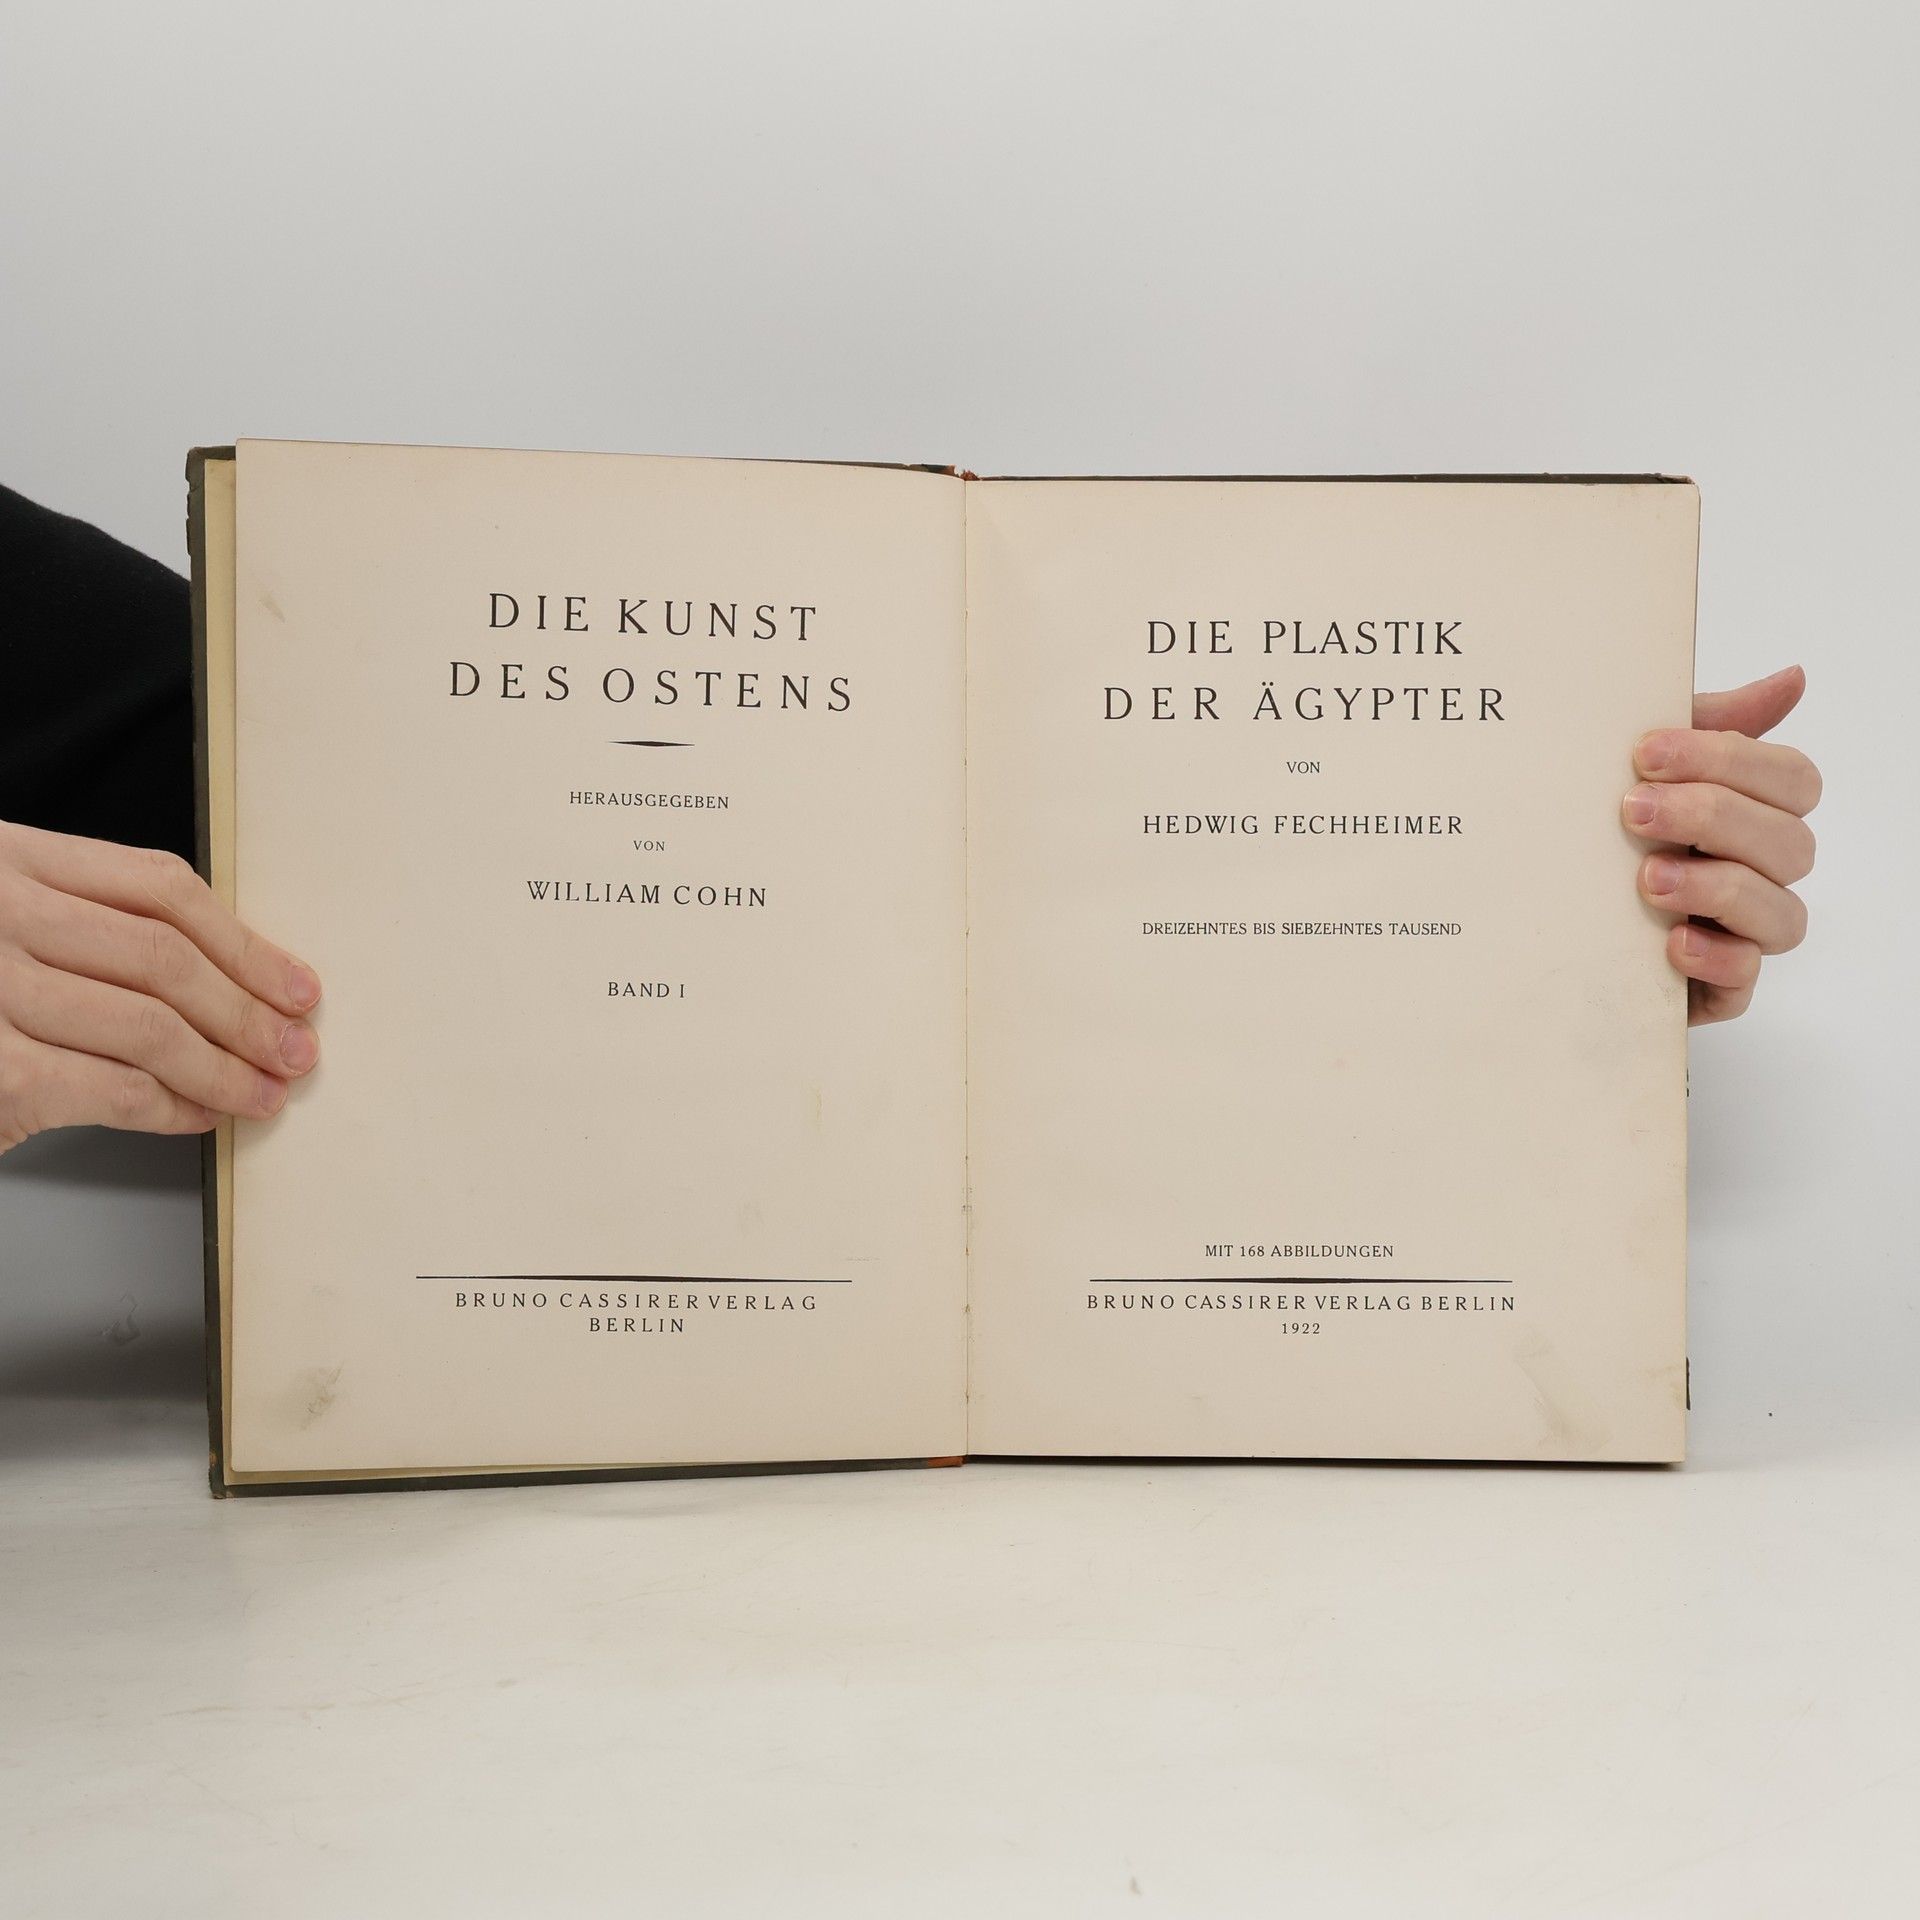 DIE KUNST
DES OSTENS
HERAUSGEGEBEN
VON
WILLIAM COHN
BAND I
BRUNO CASSIRER VERLAG
BERLIN
DIE PLASTIK
DER ÄGYPTER
VON
HEDWIG FECHHEIMER
DREIZEHNTES BIS SIEBZEHNTES TAUSEND
MIT 168 ABBILDUNGEN
BRUNO CASSIRER VERLAG BERLIN
1922